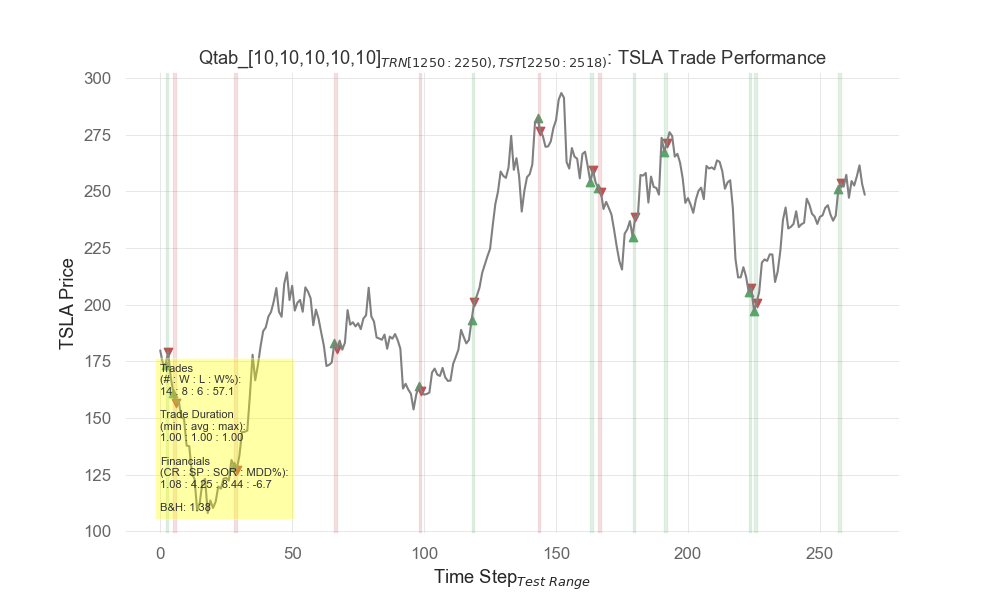 Qtab_[10,10,10,10,10]TRN[1250:2250),TST[2250:2518): TSLA Trade Performance
300
275
250
225
200
175
150
125
100
TSLA Price
Trades
(# : W : L : W%):
14 : 8 : 6 : 57.1
Trade Duration
(min : avg : max):
1.00 : 1.00 : 1.00
Financials
(CR : SP : SOR : MDD%):
1.08 : 4.25 : 8.44 : -6.7
B&H: 1.38
0 50 100 150 200 250
Time StepTest Range